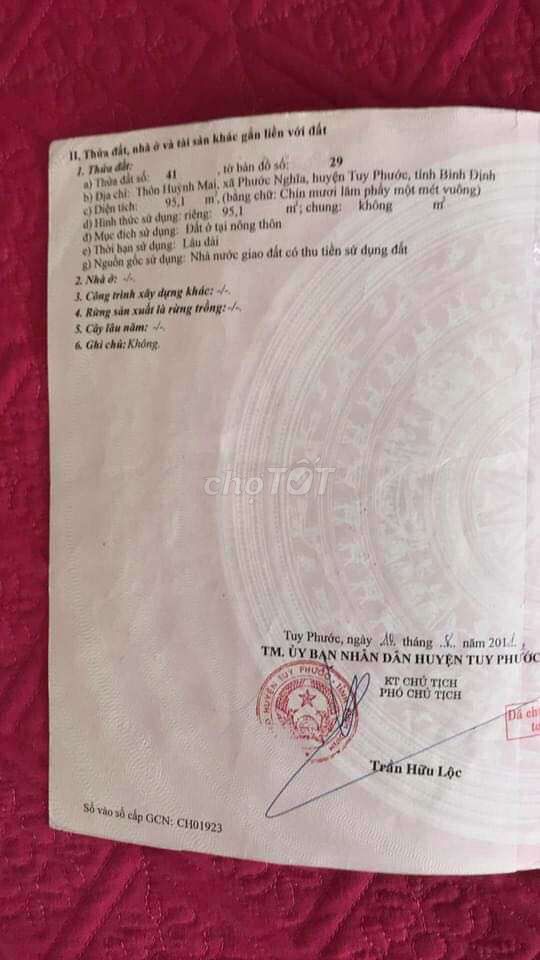 II. Thửa đất, nhà ở và tài sản khác gắn liền với đất
1. Thửa đất:
a) Thửa đất số: 41 , tờ bản đồ số: 29
b) Địa chỉ: Thôn Huỳnh Mai, xã Phước Nghĩa, huyện Tuy Phước, tỉnh Bình Định
c) Diện tích: 95,1 m², (bằng chữ: Chín mươi lăm phẩy một mét vuông)
d) Hình thức sử dụng: riêng: 95,1 m²; chung: không m²
đ) Mục đích sử dụng: Đất ở tại nông thôn
e) Thời hạn sử dụng: Lâu dài
g) Nguồn gốc sử dụng: Nhà nước giao đất có thu tiền sử dụng đất
2. Nhà ở: -/-.
3. Công trình xây dựng khác: -/-.
4. Rừng sản xuất là rừng trồng: -/-.
5. Cây lâu năm: -/-.
6. Ghi chú: Không.
chợTỐT
Tuy Phước, ngày tháng 8 năm 201
TM. ỦY BAN NHÂN DÂN HUYỆN TUY PHƯỚC
KT CHỦ TỊCH
PHÓ CHỦ TỊCH
HUYỆN TUY PHƯỚC
Đã
Trần Hữu Lộc
Số vào sổ cấp GCN: CH01923